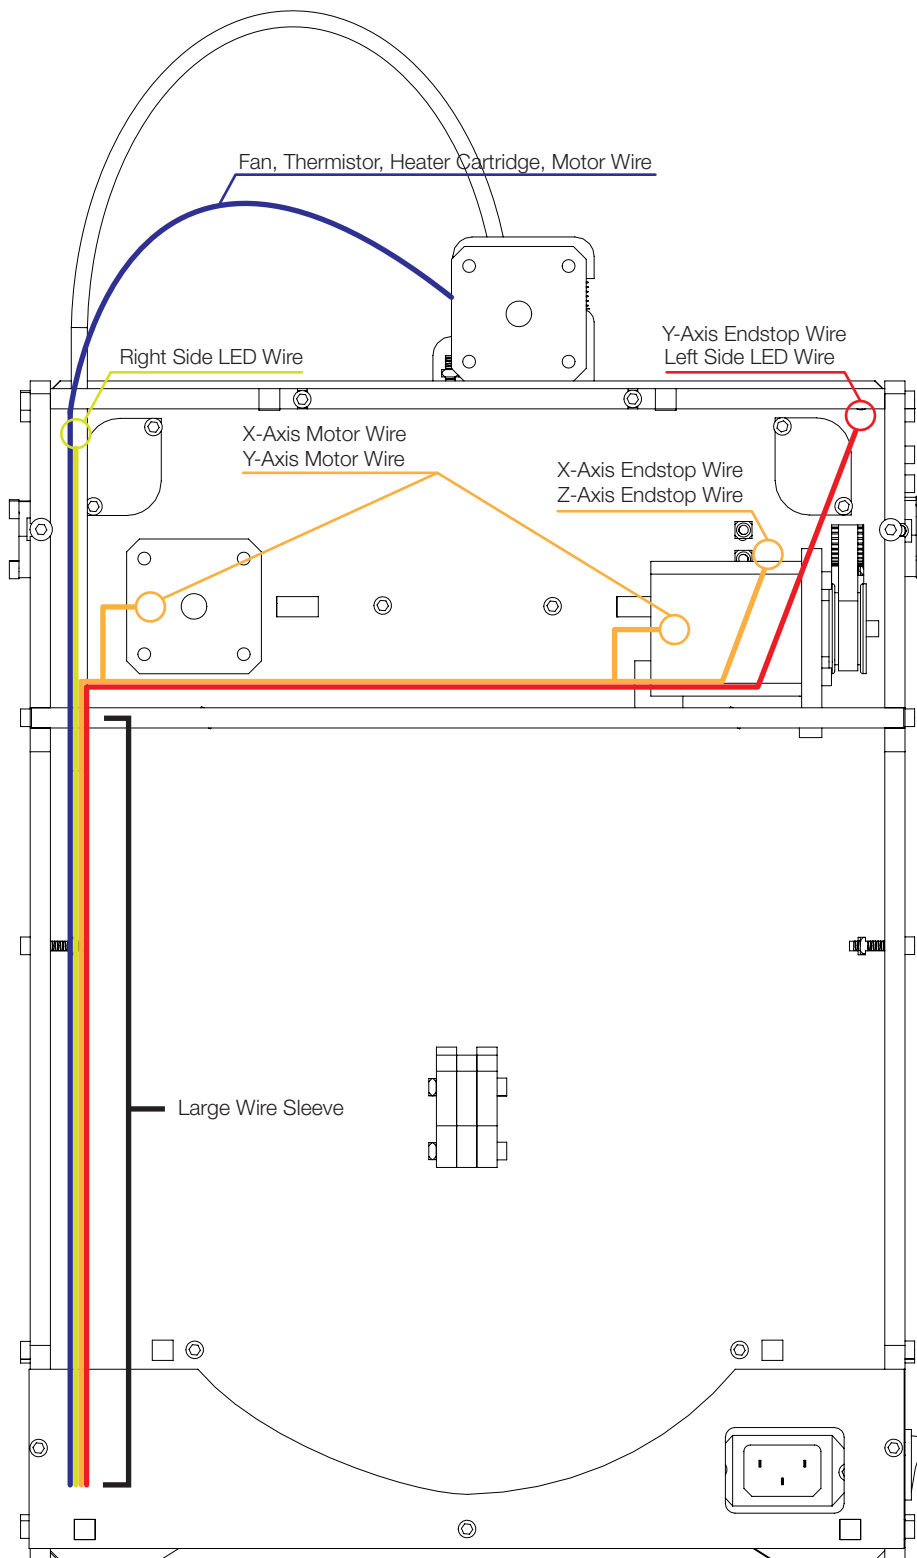 Fan, Thermistor, Heater Cartridge, Motor Wire
Y-Axis Endstop Wire
Left Side LED Wire
Right Side LED Wire
X-Axis Motor Wire
Y-Axis Motor Wire
X-Axis Endstop Wire
Z-Axis Endstop Wire
Large Wire Sleeve